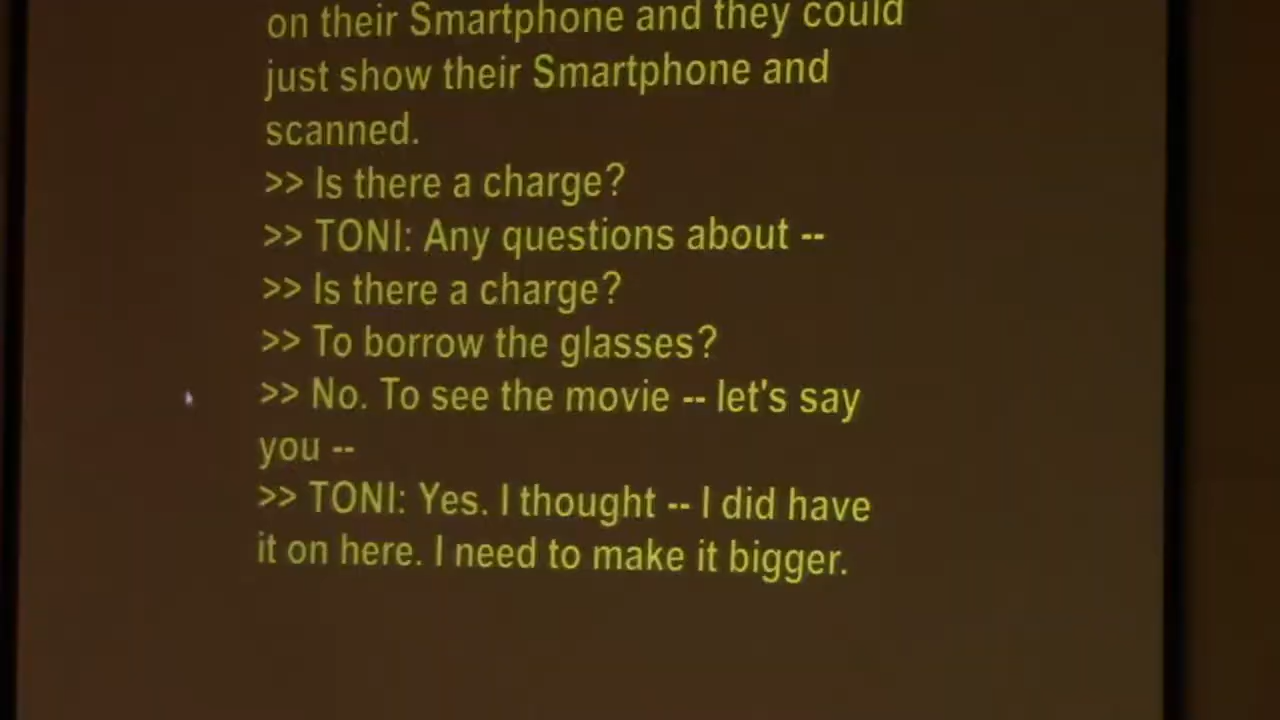 on their Smartphone and they could
just show their Smartphone and
scanned.
>> Is there a charge?
>> TONI: Any questions about --
>> Is there a charge?
>> To borrow the glasses?
>> No. To see the movie -- let's say
you --
>> TONI: Yes. I thought -- I did have
it on here. I need to make it bigger.